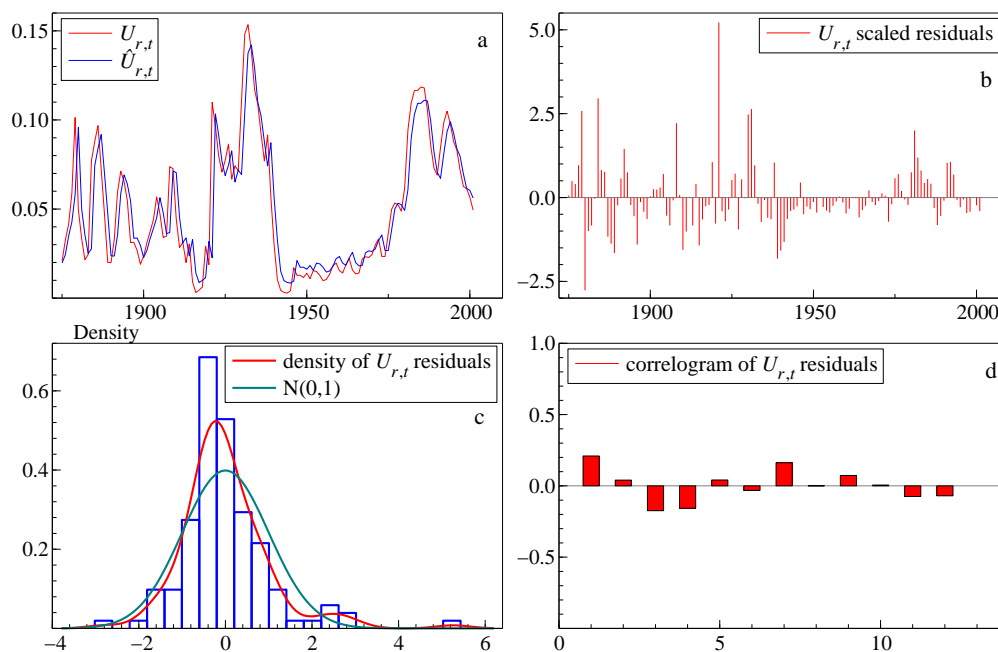 0.15
0.10
0.05
1900
1950
2000
U_{r,t}
Û_{r,t}
a
5.0
2.5
0.0
−2.5
1900
1950
2000
U_{r,t} scaled residuals
b
Density
0.6
0.4
0.2
−4
−2
0
2
4
6
density of U_{r,t} residuals
N(0,1)
c
1.0
0.5
0.0
−0.5
0
5
10
correlogram of U_{r,t} residuals
d